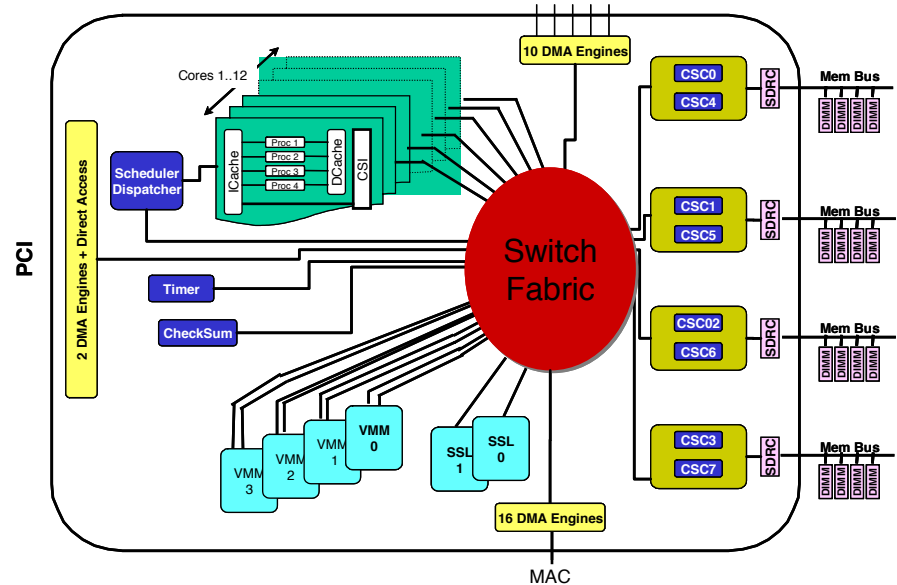 10 DMA Engines
Cores 1..12
ICache
Proc 1
Proc 2
Proc 3
Proc 4
DCache
CSI
Scheduler
Dispatcher
PCI
2 DMA Engines + Direct Access
Timer
CheckSum
Switch
Fabric
VMM
3
VMM
2
VMM
1
VMM
0
SSL
1
SSL
0
16 DMA Engines
MAC
CSC0
CSC4
SDRC
Mem Bus
DIMM
DIMM
DIMM
DIMM
CSC1
CSC5
SDRC
Mem Bus
DIMM
DIMM
DIMM
DIMM
CSC02
CSC6
SDRC
Mem Bus
DIMM
DIMM
DIMM
DIMM
CSC3
CSC7
SDRC
Mem Bus
DIMM
DIMM
DIMM
DIMM